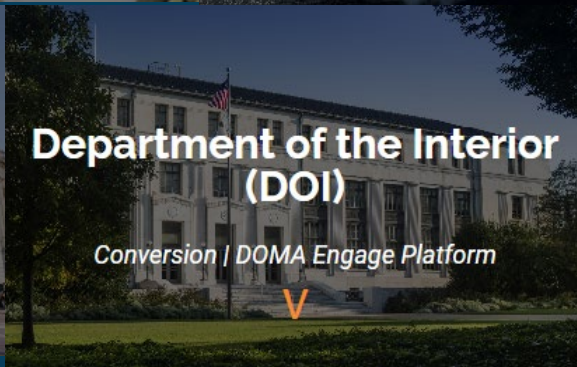 Department of the Interior
(DOI)
Conversion | DOMA Engage Platform
V